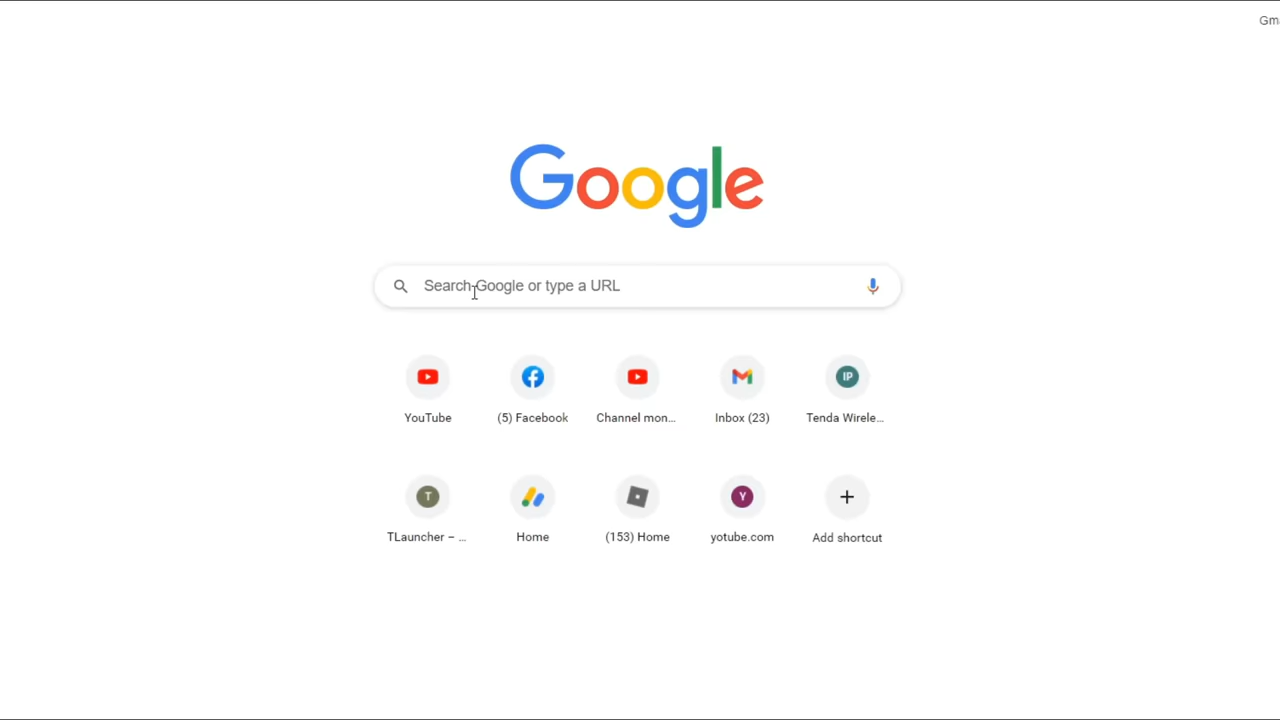 Gm
Google
Search Google or type a URL
YouTube
(5) Facebook
Channel mon...
Inbox (23)
IP
Tenda Wirele...
T
TLauncher – ...
Home
(153) Home
Y
yotube.com
Add shortcut